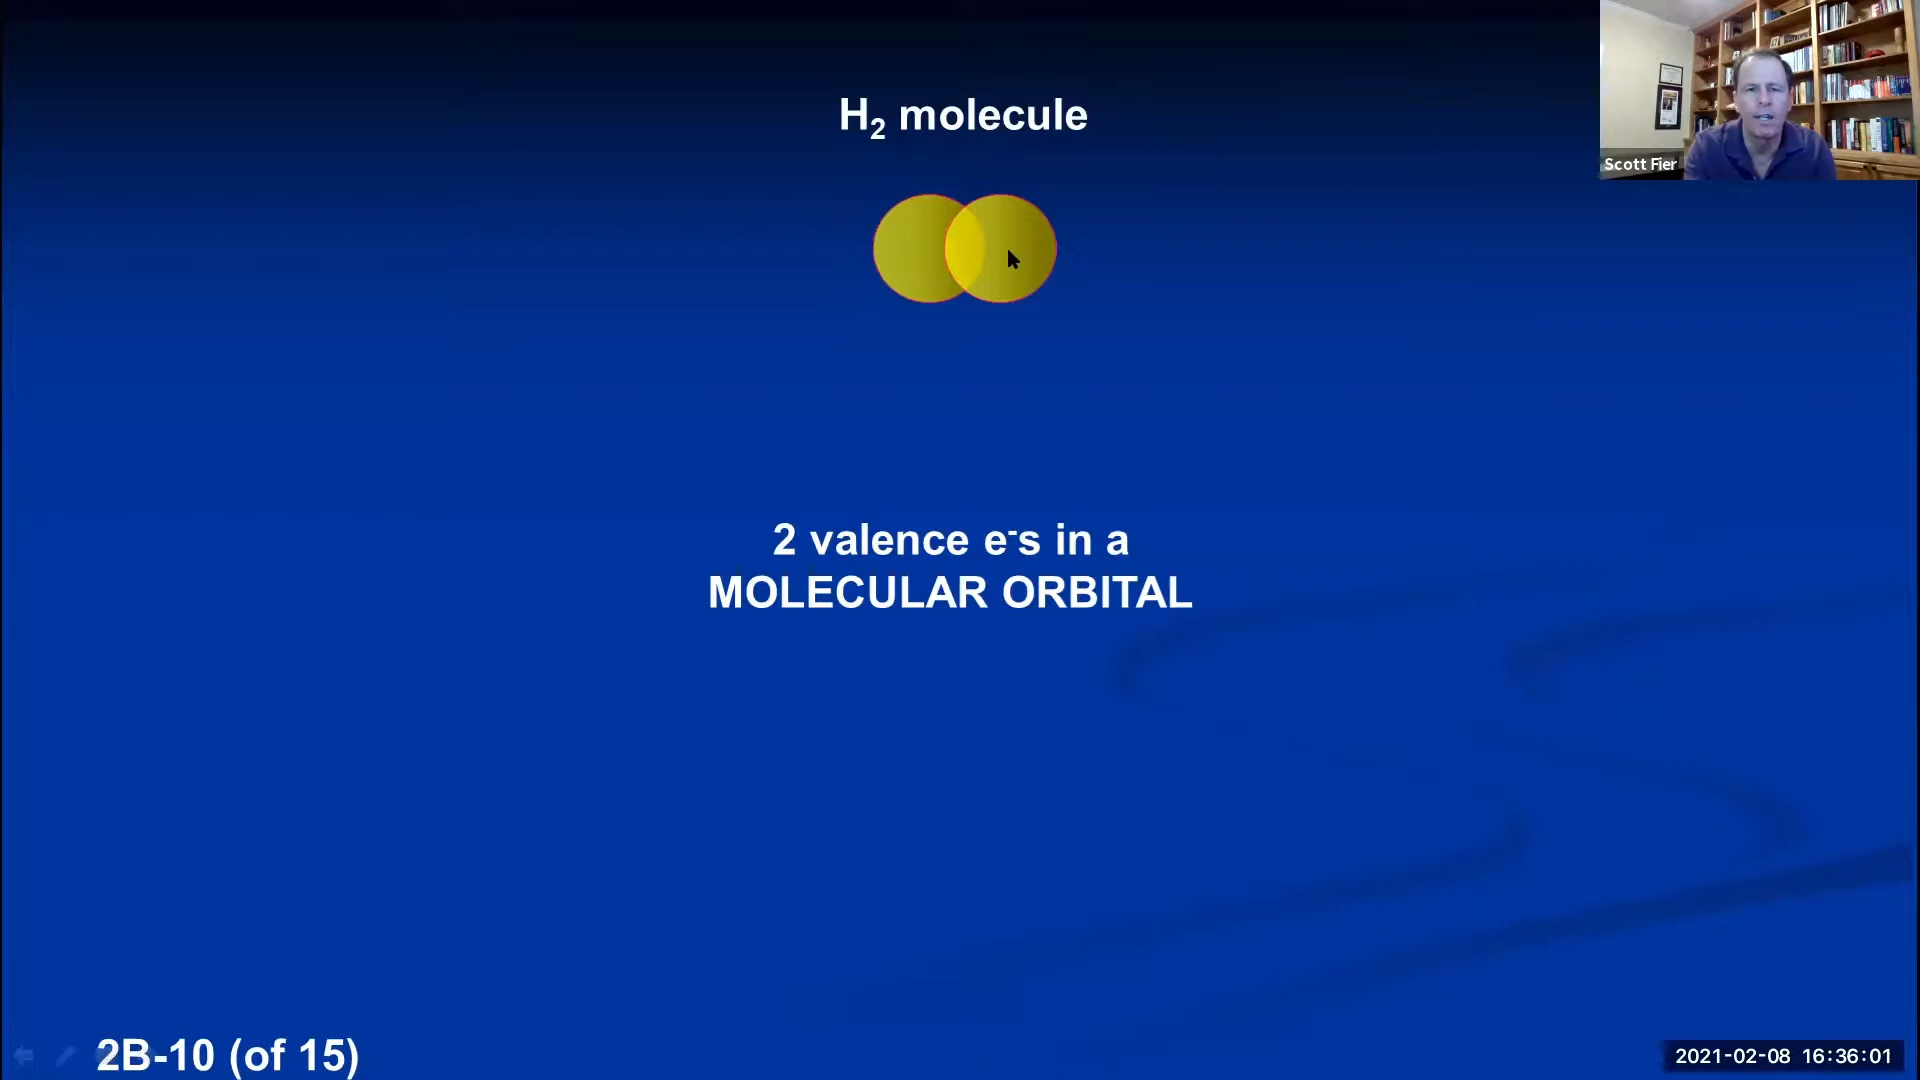 H₂ molecule
Scott Fier
2 valence e⁻s in a
MOLECULAR ORBITAL
2B-10 (of 15)
2021-02-08 16:36:01